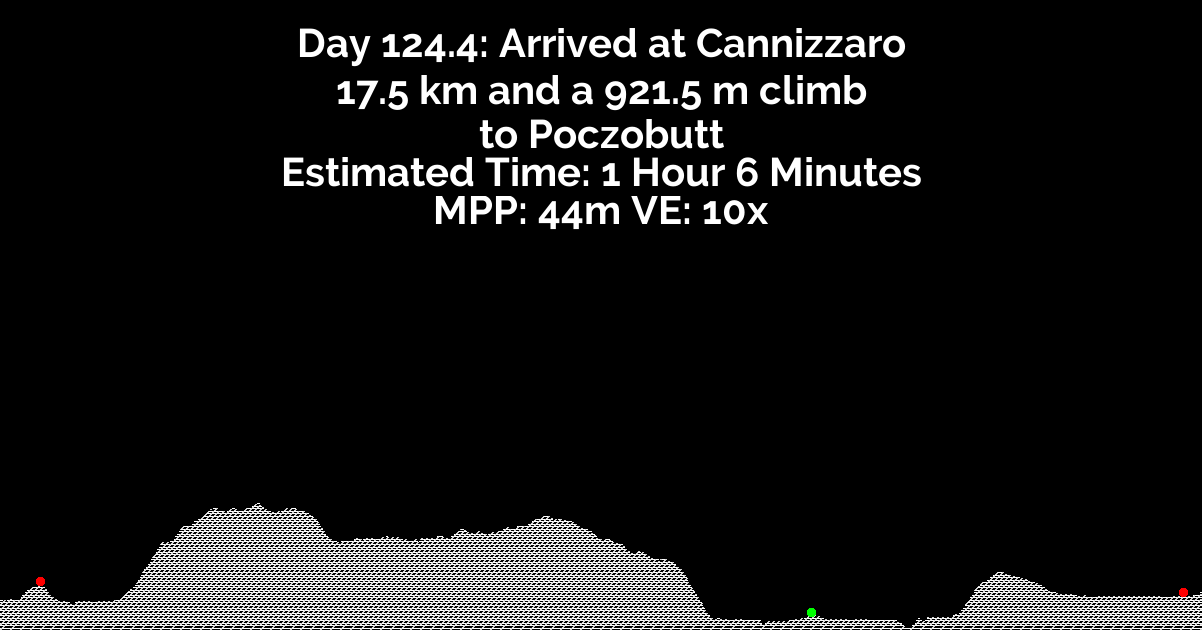 Day 124.4: Arrived at Cannizzaro
17.5 km and a 921.5 m climb
to Poczobutt
Estimated Time: 1 Hour 6 Minutes
MPP: 44m VE: 10x